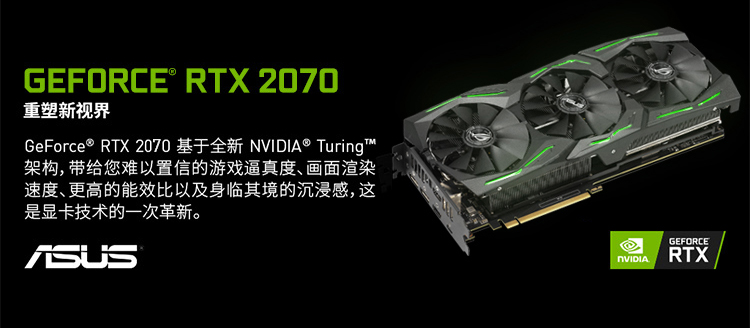 GEFORCE® RTX 2070
重塑新视界
GeForce® RTX 2070 基于全新 NVIDIA® Turing™
架构，带给您难以置信的游戏逼真度、画面渲染
速度、更高的能效比以及身临其境的沉浸感，这
是显卡技术的一次革新。
ASUS
ASUS
NVIDIA
GEFORCE
RTX